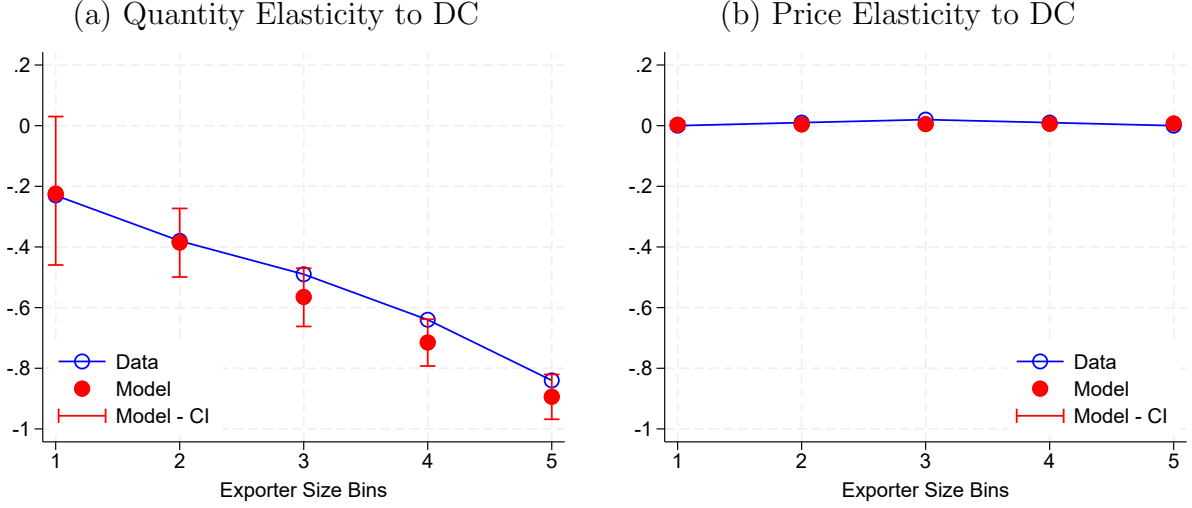 (a) Quantity Elasticity to DC
.2
0
-.2
-.4
-.6
-.8
-1
Data
Model
Model - CI
1 2 3 4 5
Exporter Size Bins
(b) Price Elasticity to DC
.2
0
-.2
-.4
-.6
-.8
-1
Data
Model
Model - CI
1 2 3 4 5
Exporter Size Bins